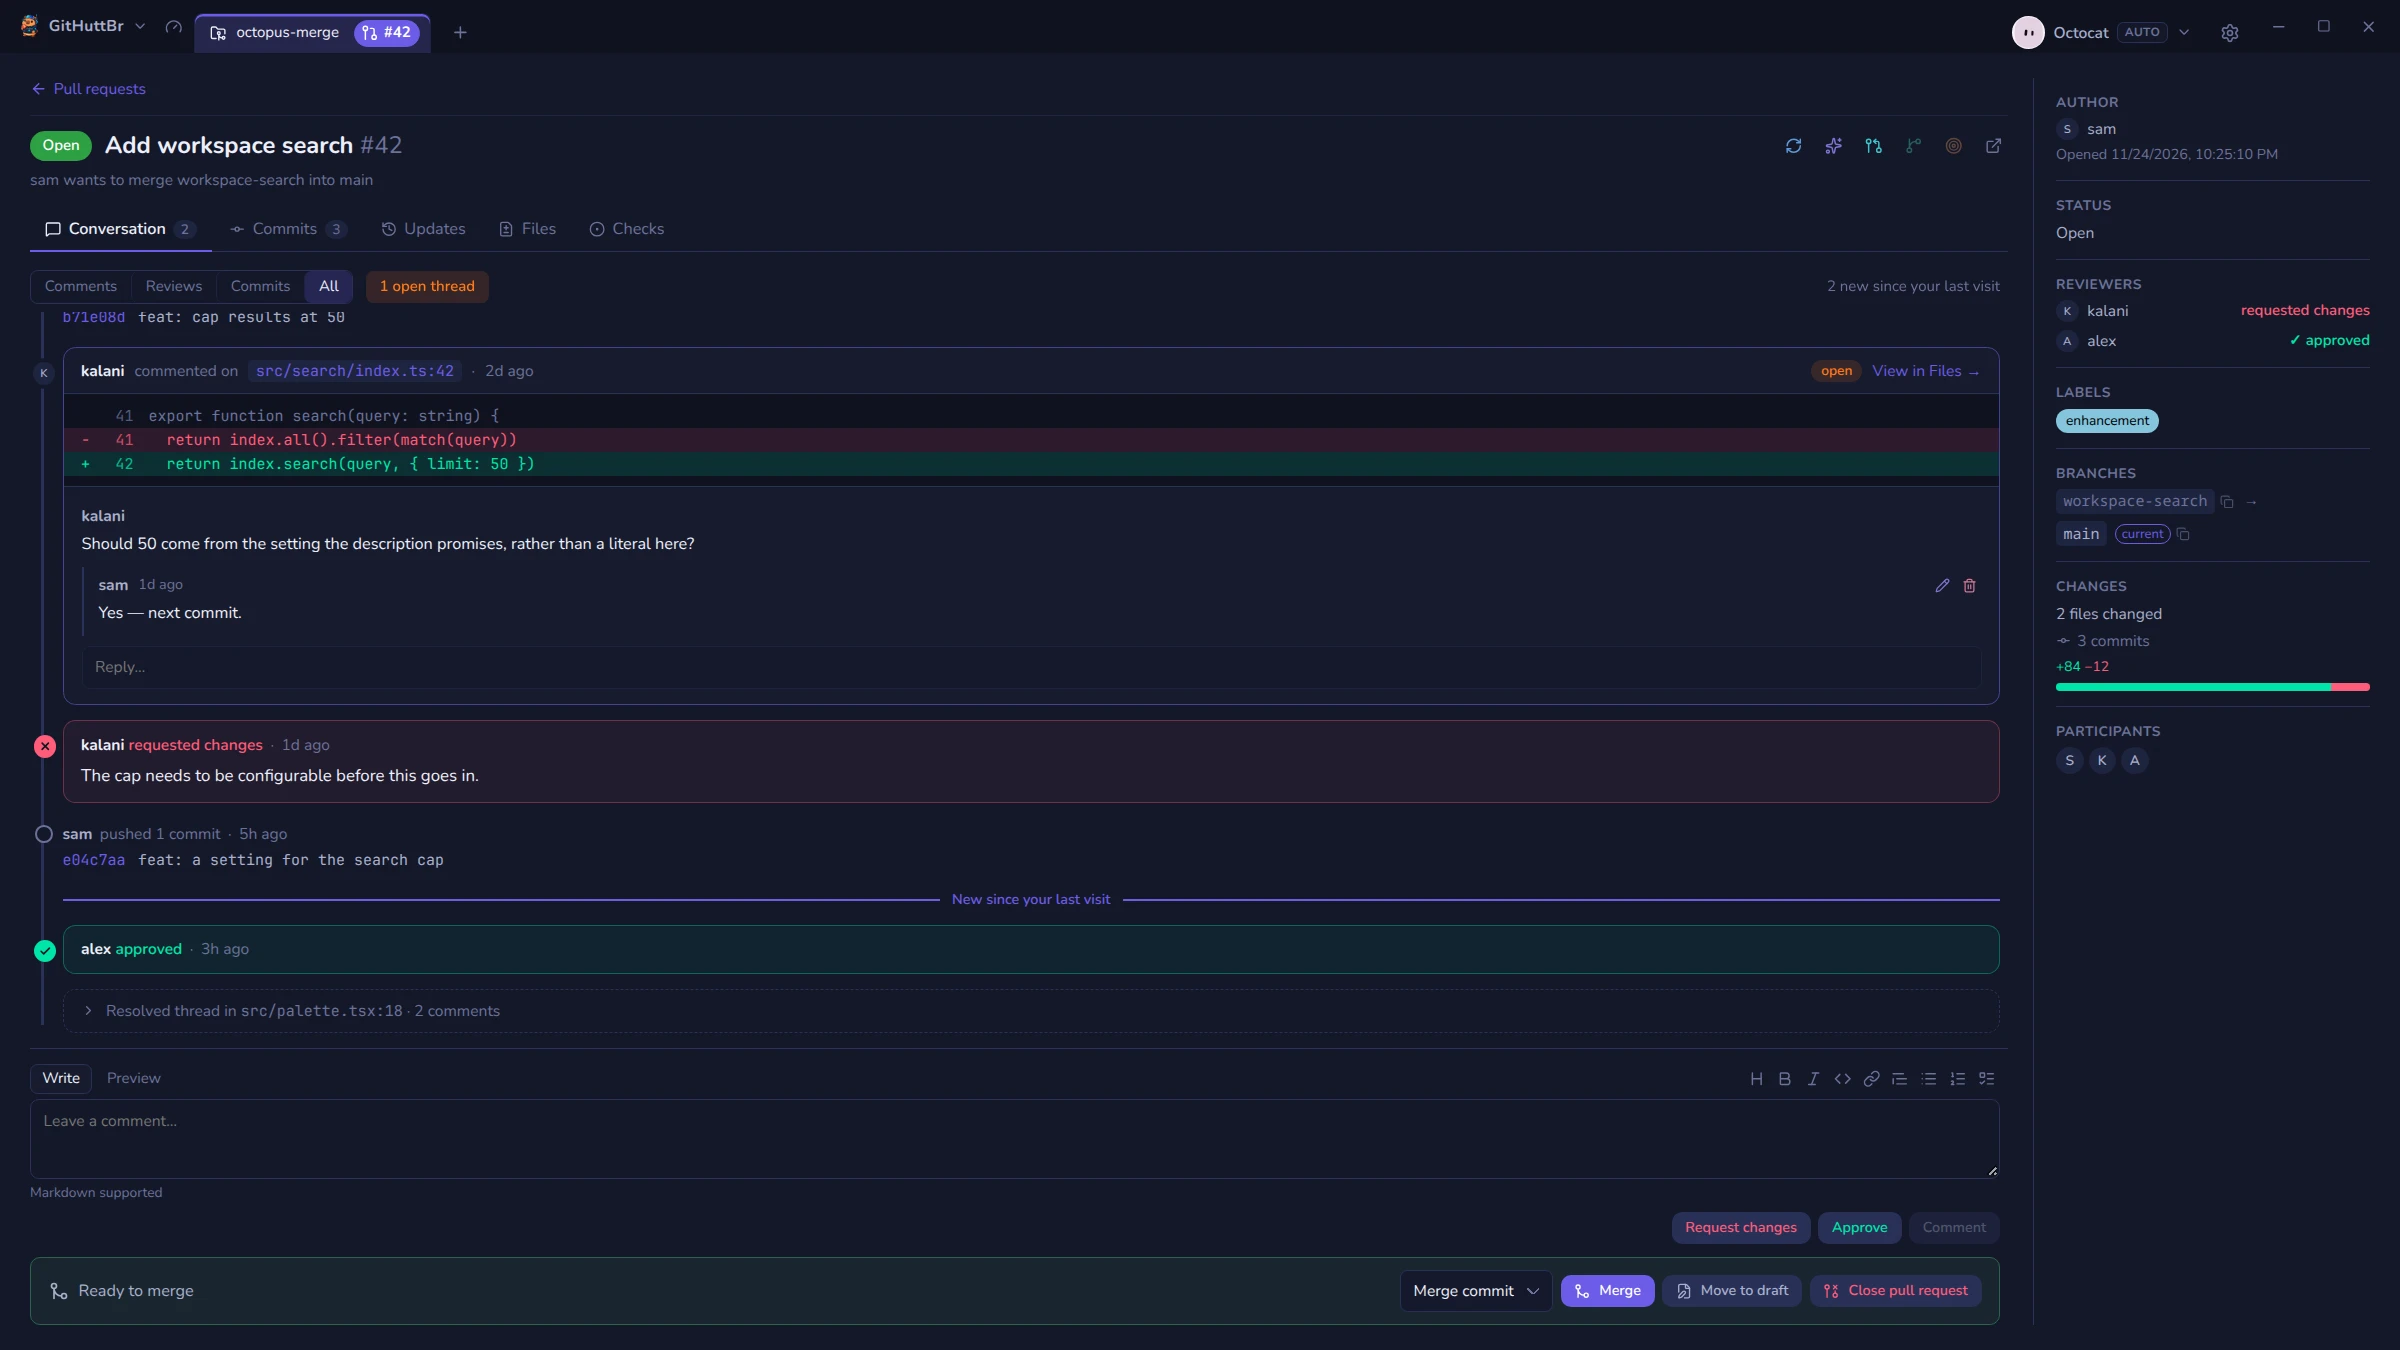 GitHuttBr
octopus-merge #42
Octocat AUTO
Pull requests
Open Add workspace search #42
sam wants to merge workspace-search into main
Conversation 2 Commits 3 Updates Files Checks
Comments Reviews Commits All 1 open thread 2 new since your last visit
b71e08d feat: cap results at 50
K kalani commented on src/search/index.ts:42 · 2d ago open View in Files →
41 export function search(query: string) {
- 41 return index.all().filter(match(query))
+ 42 return index.search(query, { limit: 50 })
kalani
Should 50 come from the setting the description promises, rather than a literal here?
sam 1d ago
Yes — next commit.
Reply...
kalani requested changes · 1d ago
The cap needs to be configurable before this goes in.
sam pushed 1 commit · 5h ago
e04c7aa feat: a setting for the search cap
New since your last visit
alex approved · 3h ago
Resolved thread in src/palette.tsx:18 · 2 comments
Write Preview
Leave a comment...
Markdown supported
Request changes Approve Comment
Ready to merge Merge commit Merge Move to draft Close pull request
AUTHOR
S sam
Opened 11/24/2026, 10:25:10 PM
STATUS
Open
REVIEWERS
K kalani requested changes
A alex ✓ approved
LABELS
enhancement
BRANCHES
workspace-search →
main current
CHANGES
2 files changed
3 commits
+84 −12
PARTICIPANTS
S K A